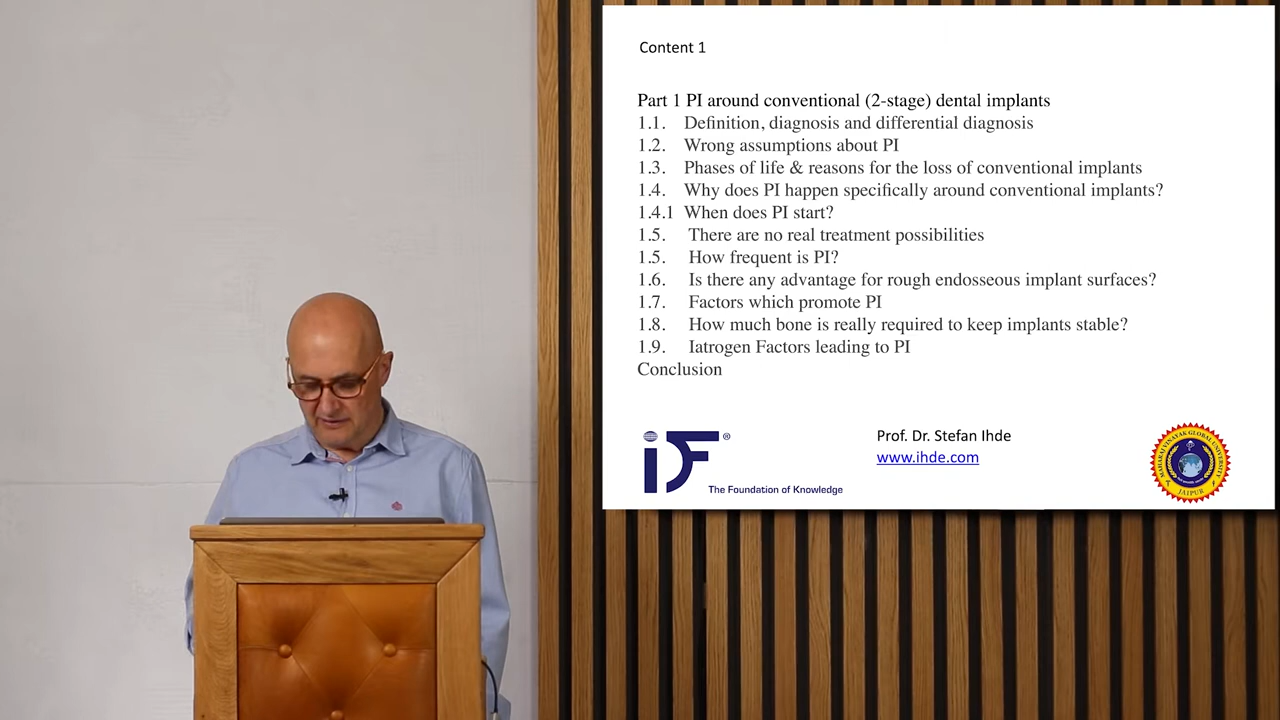 Content 1
Part 1 PI around conventional (2-stage) dental implants
1.1. Definition, diagnosis and differential diagnosis
1.2. Wrong assumptions about PI
1.3. Phases of life & reasons for the loss of conventional implants
1.4. Why does PI happen specifically around conventional implants?
1.4.1 When does PI start?
1.5. There are no real treatment possibilities
1.5. How frequent is PI?
1.6. Is there any advantage for rough endosseous implant surfaces?
1.7. Factors which promote PI
1.8. How much bone is really required to keep implants stable?
1.9. Iatrogen Factors leading to PI
Conclusion
iDF®
The Foundation of Knowledge
Prof. Dr. Stefan Ihde
www.ihde.com
VINAYAK GLOBAL UNIVERSITY
JAIPUR